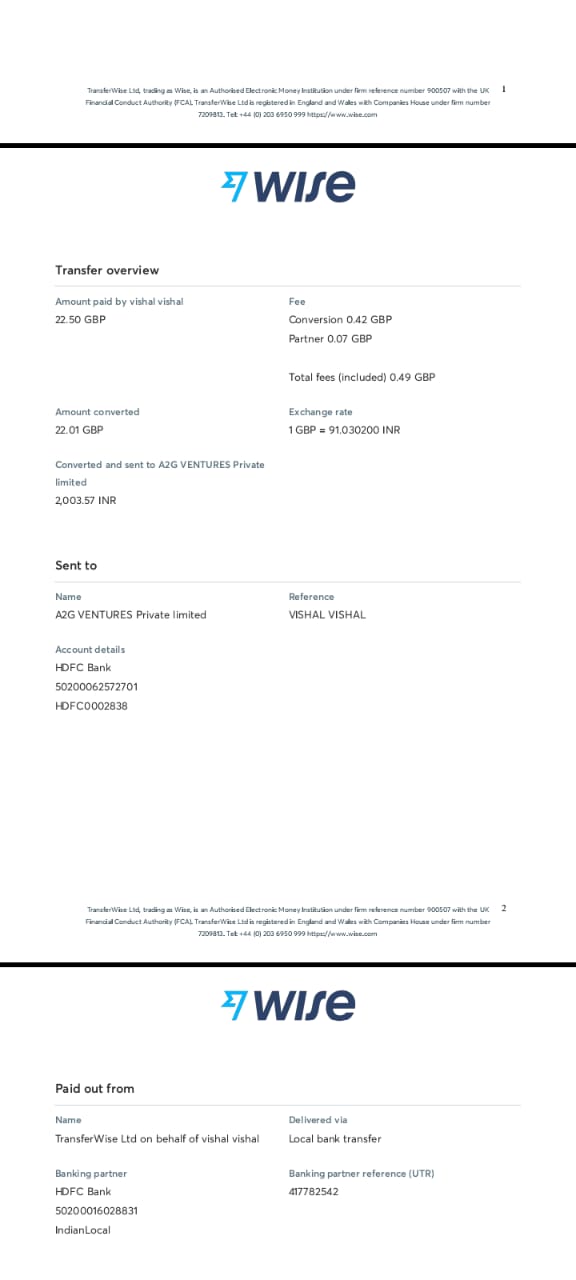 TransferWise Ltd, trading as Wise, is an Authorised Electronic Money Institution under firm reference number 900507 with the UK 1
Financial Conduct Authority (FCA), TransferWise Ltd is registered in England and Wales with Companies House under firm number
7209813. Tell: +44 (0) 203 6950 999 https://www.wise.com
wise
Transfer overview
Amount paid by vishal vishal
22.50 GBP
Fee
Conversion 0.42 GBP
Partner 0.07 GBP
Total fees (included) 0.49 GBP
Amount converted
22.01 GBP
Exchange rate
1 GBP = 91.030200 INR
Converted and sent to A2G VENTURES Private
limited
2,003.57 INR
Sent to
Name
A2G VENTURES Private limited
Reference
VISHAL VISHAL
Account details
HDFC Bank
50200062572701
HDFC0002838
TransferWise Ltd, trading as Wise, is an Authorised Electronic Money Institution under firm reference number 900507 with the UK 2
Financial Conduct Authority (FCA), TransferWise Ltd is registered in England and Wales with Companies House under firm number
7209813. Tell: +44 (0) 203 6950 999 https://www.wise.com
wise
Paid out from
Name
TransferWise Ltd on behalf of vishal vishal
Delivered via
Local bank transfer
Banking partner
HDFC Bank
50200016028831
IndianLocal
Banking partner reference (UTR)
417782542